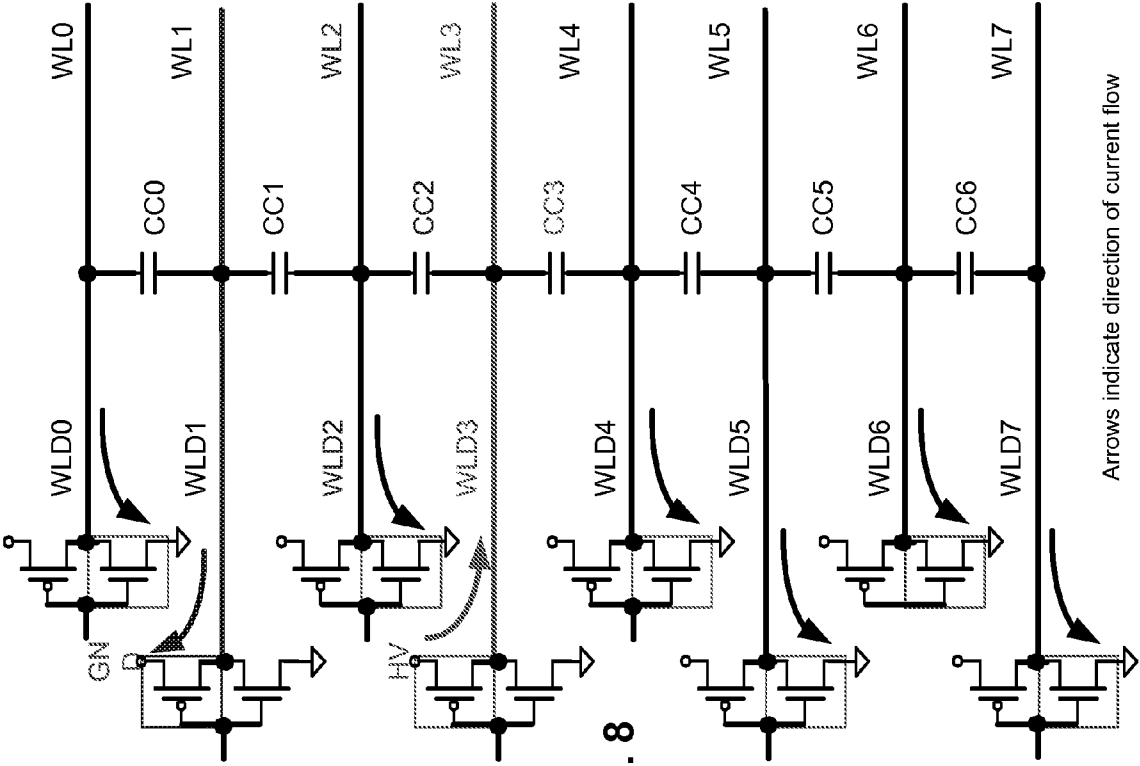 WL0
WL1
WL2
WL3
WL4
WL5
WL6
WL7
CC0
CC1
CC2
CC3
CC4
CC5
CC6
WLD0
WLD1
WLD2
WLD3
WLD4
WLD5
WLD6
WLD7
GN
D
HV
. 8
Arrows indicate direction of current flow